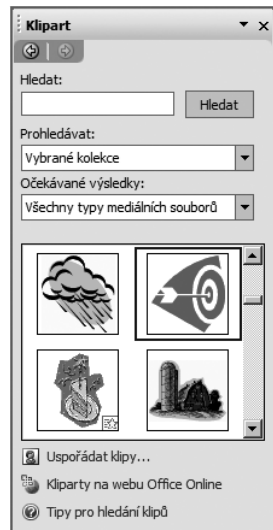 Klipart
Hledat:
Hledat
Prohledávat:
Vybrané kolekce
Očekávané výsledky:
Všechny typy mediálních souborů
Uspořádat klipy...
Kliparty na webu Office Online
Tipy pro hledání klipů